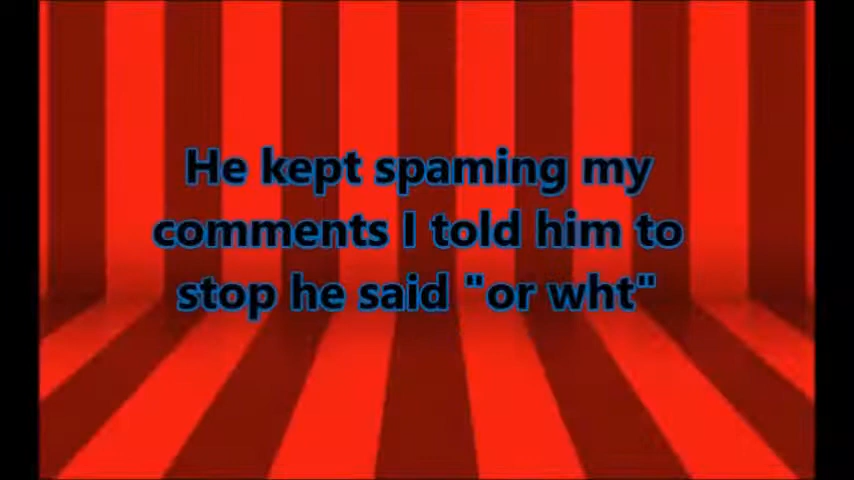 He kept spaming my
comments I told him to
stop he said "or wht"